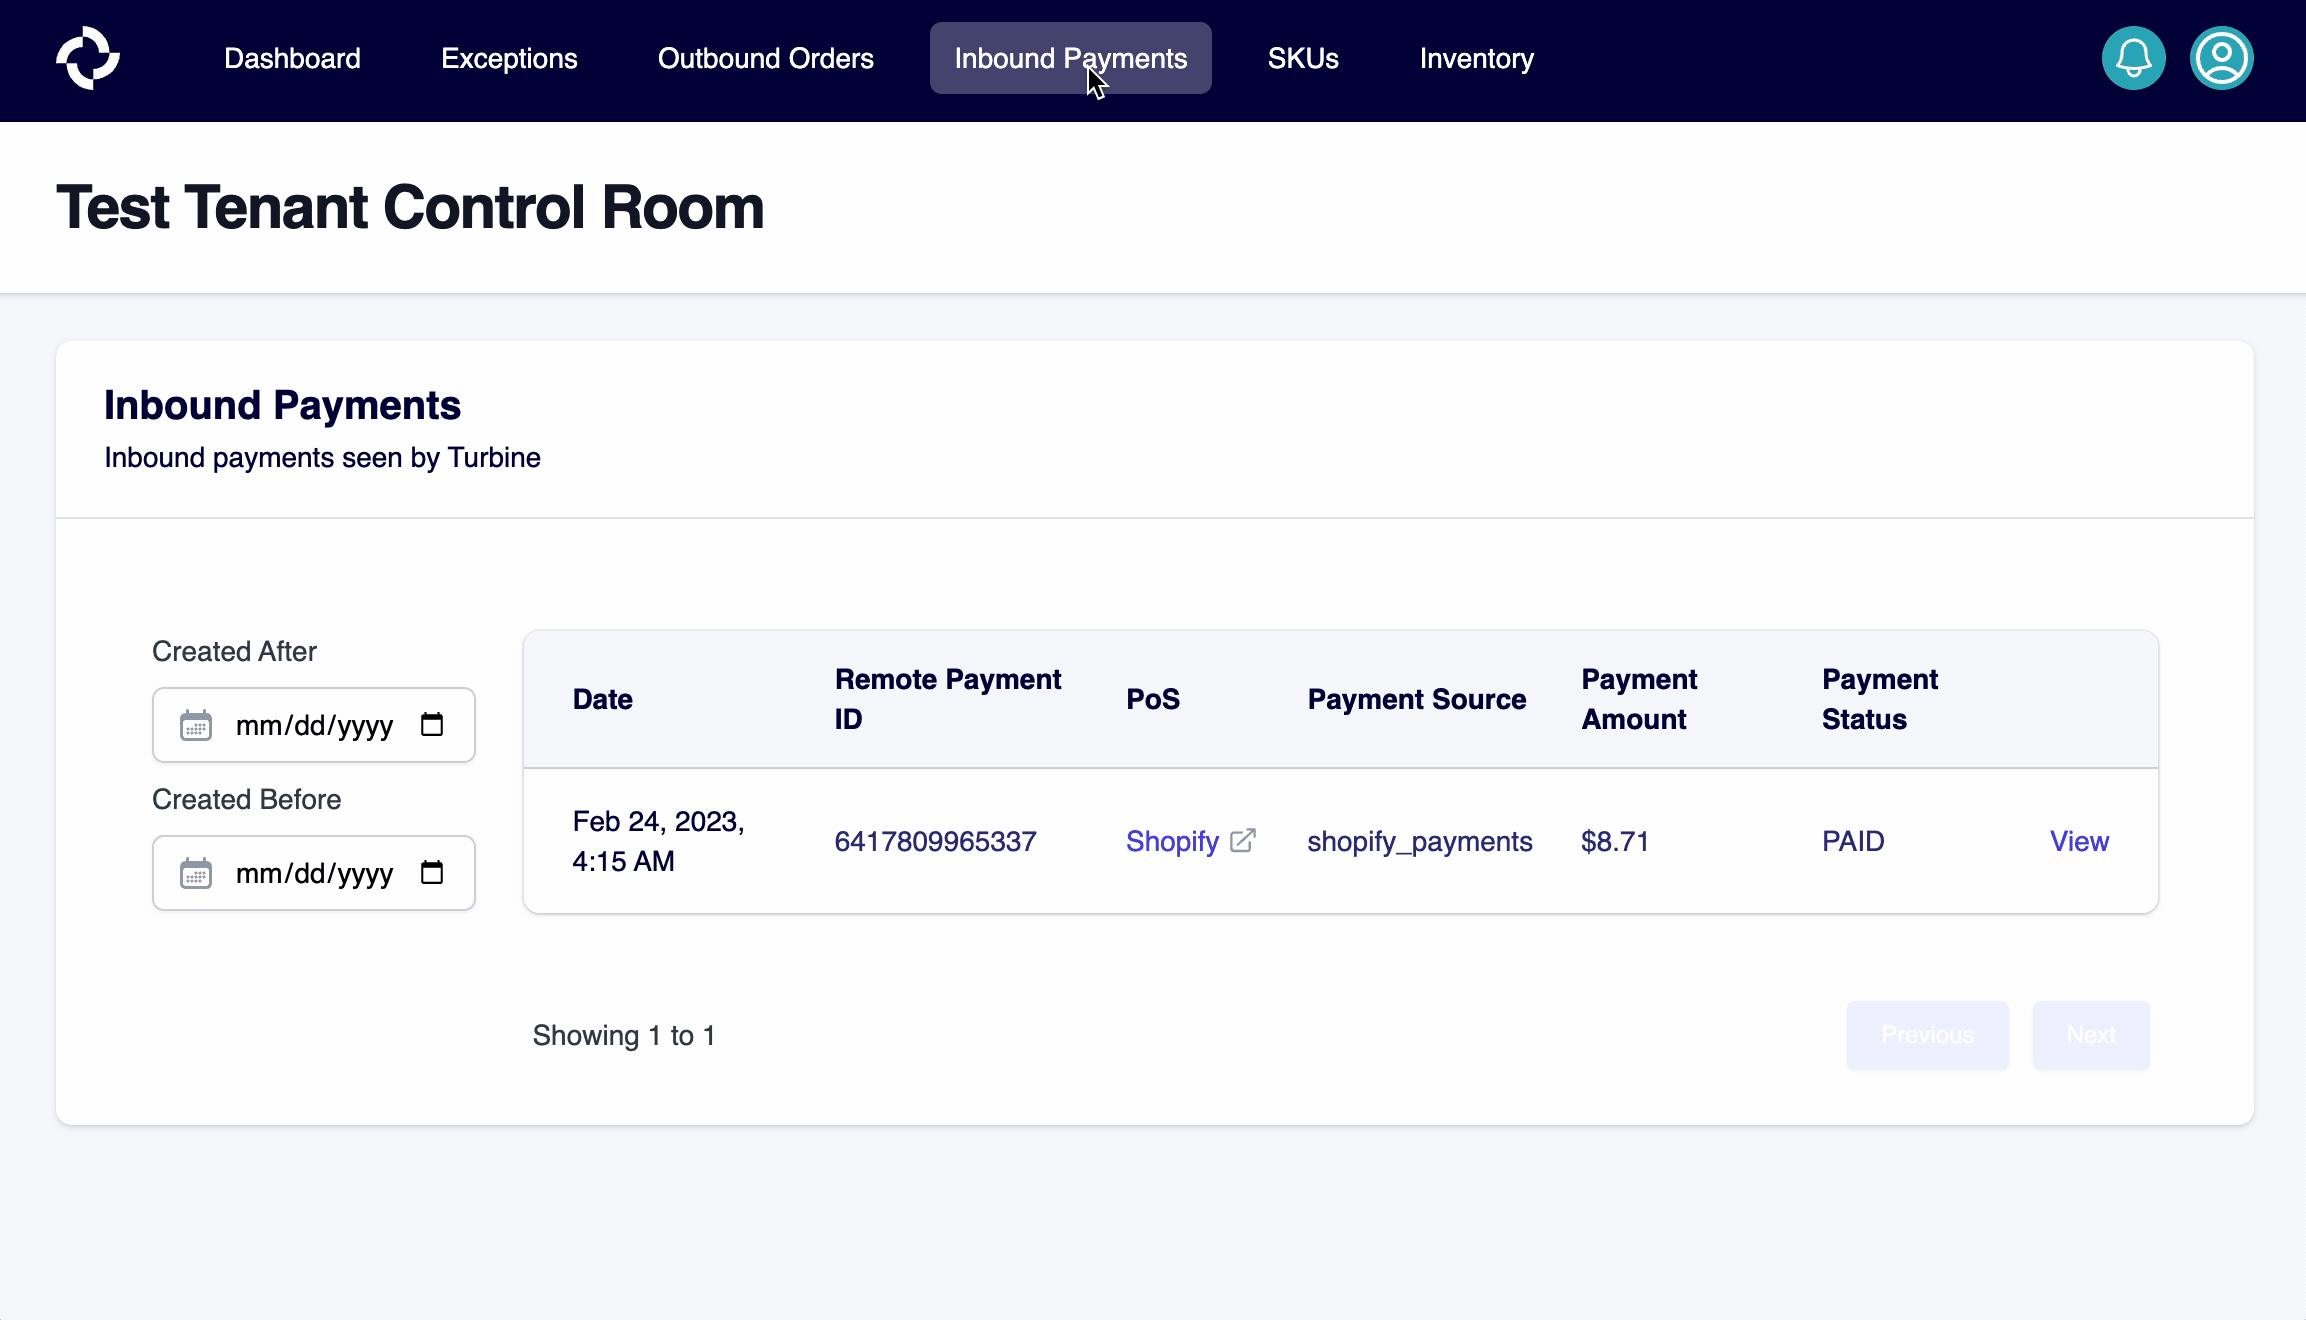 Dashboard
Exceptions
Outbound Orders
Inbound Payments
SKUs
Inventory
Test Tenant Control Room
Inbound Payments
Inbound payments seen by Turbine
Created After
mm/dd/yyyy
Created Before
mm/dd/yyyy
Date
Remote Payment
ID
PoS
Payment Source
Payment
Amount
Payment
Status
Feb 24, 2023,
4:15 AM
6417809965337
Shopify
shopify_payments
$8.71
PAID
View
Showing 1 to 1
Previous
Next